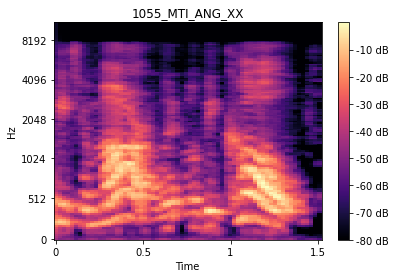 1055_MTI_ANG_XX
8192
4096
2048
1024
512
0
Hz
0
0.5
1
1.5
Time
-10 dB
-20 dB
-30 dB
-40 dB
-50 dB
-60 dB
-70 dB
-80 dB